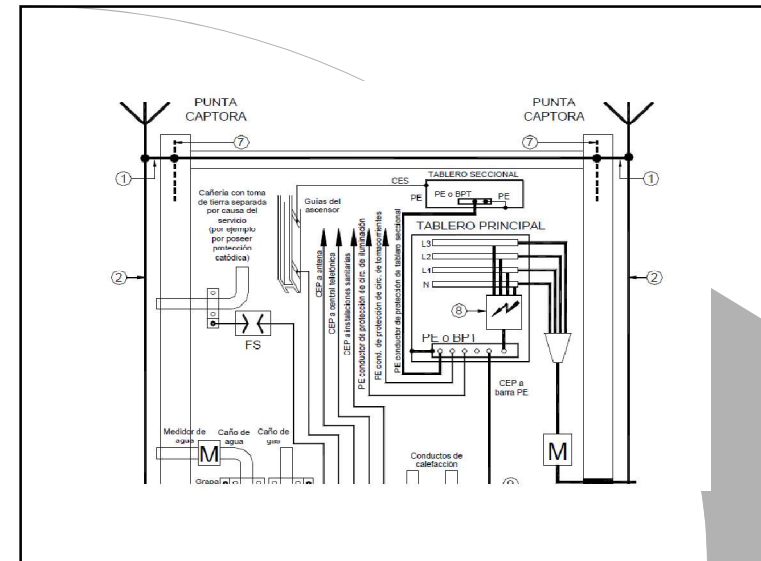 PUNTA
CAPTORA
PUNTA
CAPTORA
7
7
1
1
Cañería con toma
de tierra separada
por causa del
servicio
(por ejemplo
por poseer
protección
catódica)
Guías del
ascensor
CES
TABLERO SECCIONAL
PE
PE o BPT
PE
TABLERO PRINCIPAL
L3
L2
L1
N
2
2
8
FS
CEP a antena
CEP a central telefónica
CEP a instalaciones sanitarias
PE conductor de protección de circ. de iluminación
PE cond. de protección de circ. de tomacorrientes
PE conductor de protección de tablero seccional
PE o BPT
CEP a
barra PE
Medidor de
agua
Caño de
agua
Caño de
gas
M
M
Conductos de
calefacción
Grapa